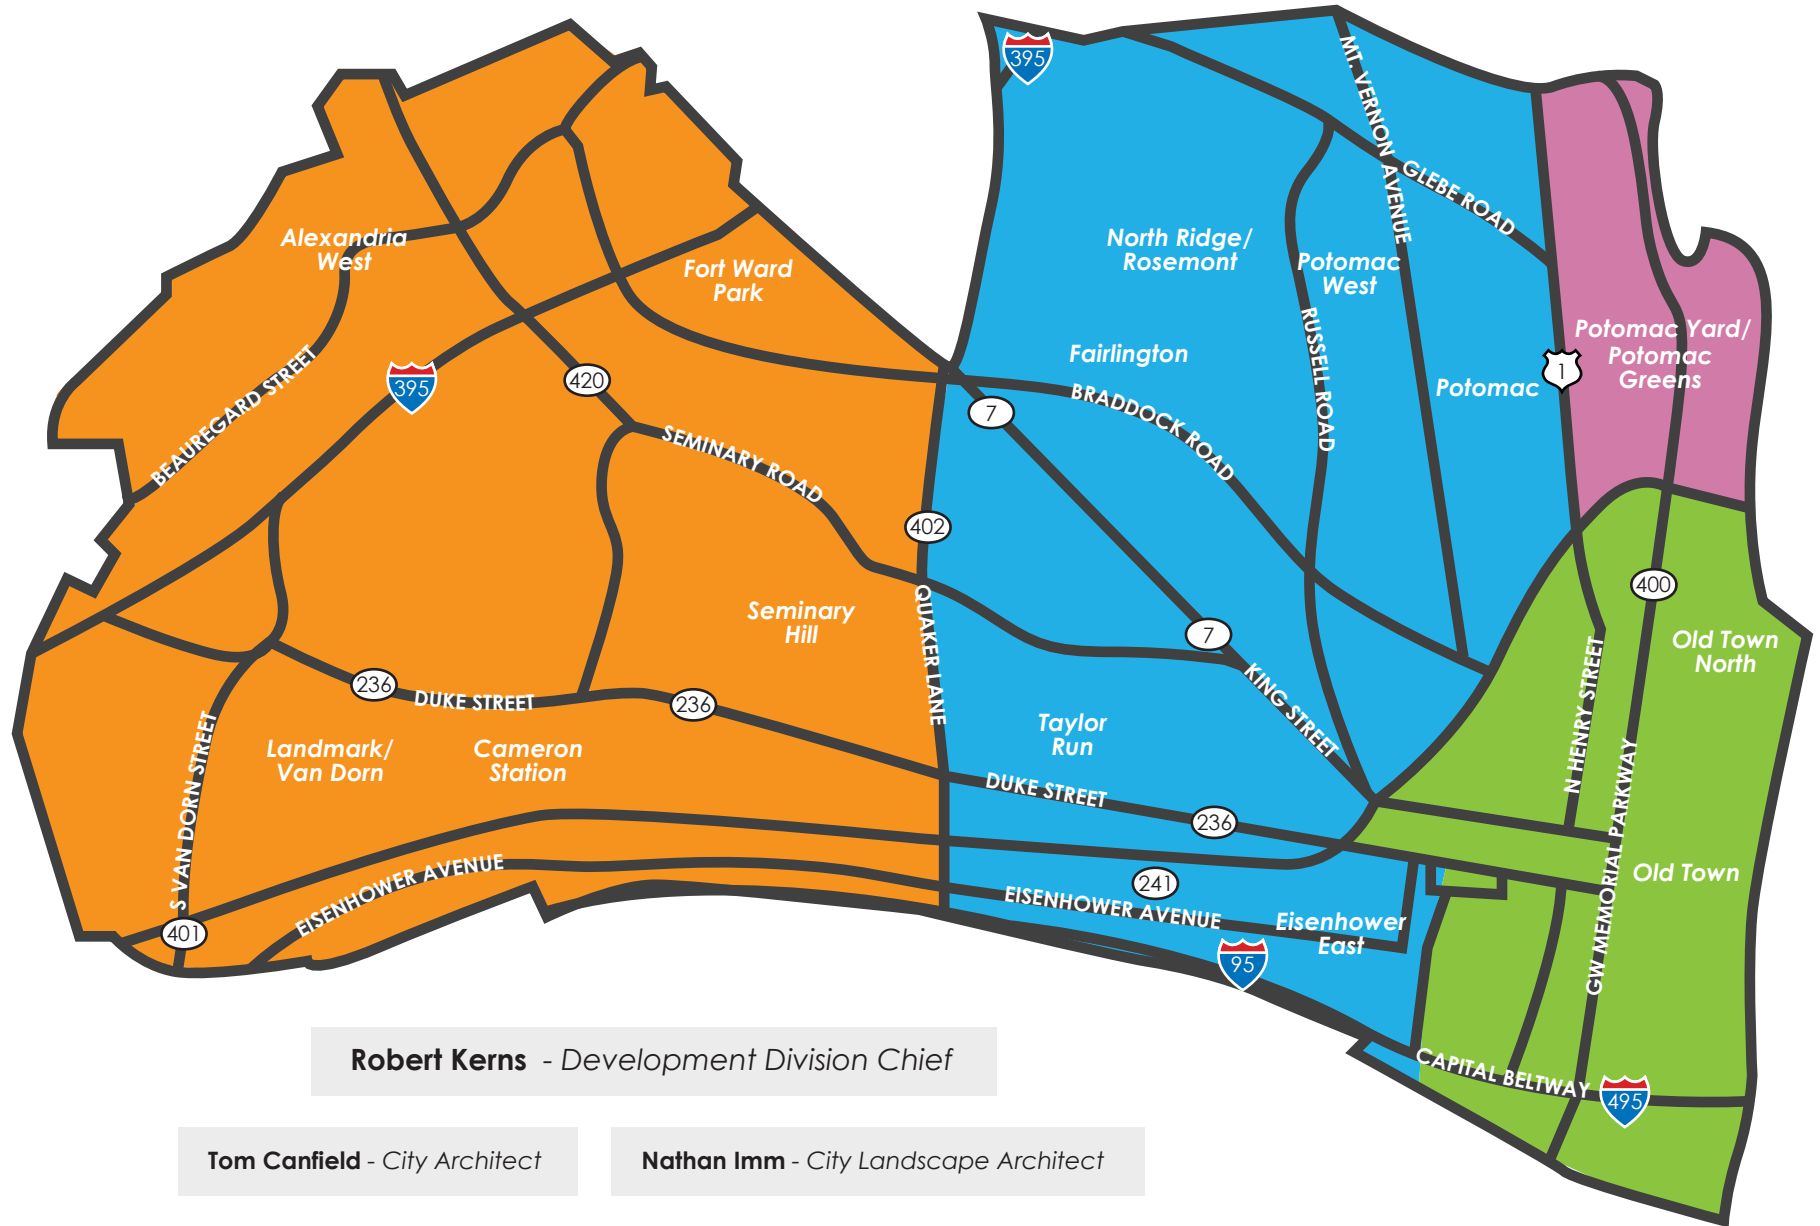 395
MT. VERNON AVENUE
GLEBE ROAD
Alexandria
West
Fort Ward
Park
North Ridge/
Rosemont
Potomac
West
RUSSELL ROAD
Potomac Yard/
Potomac
Greens
1
Fairlington
Potomac
BEAUREGARD STREET
395
420
7
BRADDOCK ROAD
SEMINARY ROAD
402
QUAKER LANE
400
Seminary
Hill
7
Old Town
North
N HENRY STREET
236
DUKE STREET
236
KING STREET
Taylor
Run
S VAN DORN STREET
Landmark/
Van Dorn
Cameron
Station
DUKE STREET
236
GW MEMORIAL PARKWAY
Old Town
EISENHOWER AVENUE
241
EISENHOWER AVENUE
Eisenhower
East
401
95
CAPITAL BELTWAY
495
Robert Kerns - Development Division Chief
Tom Canfield - City Architect
Nathan Imm - City Landscape Architect